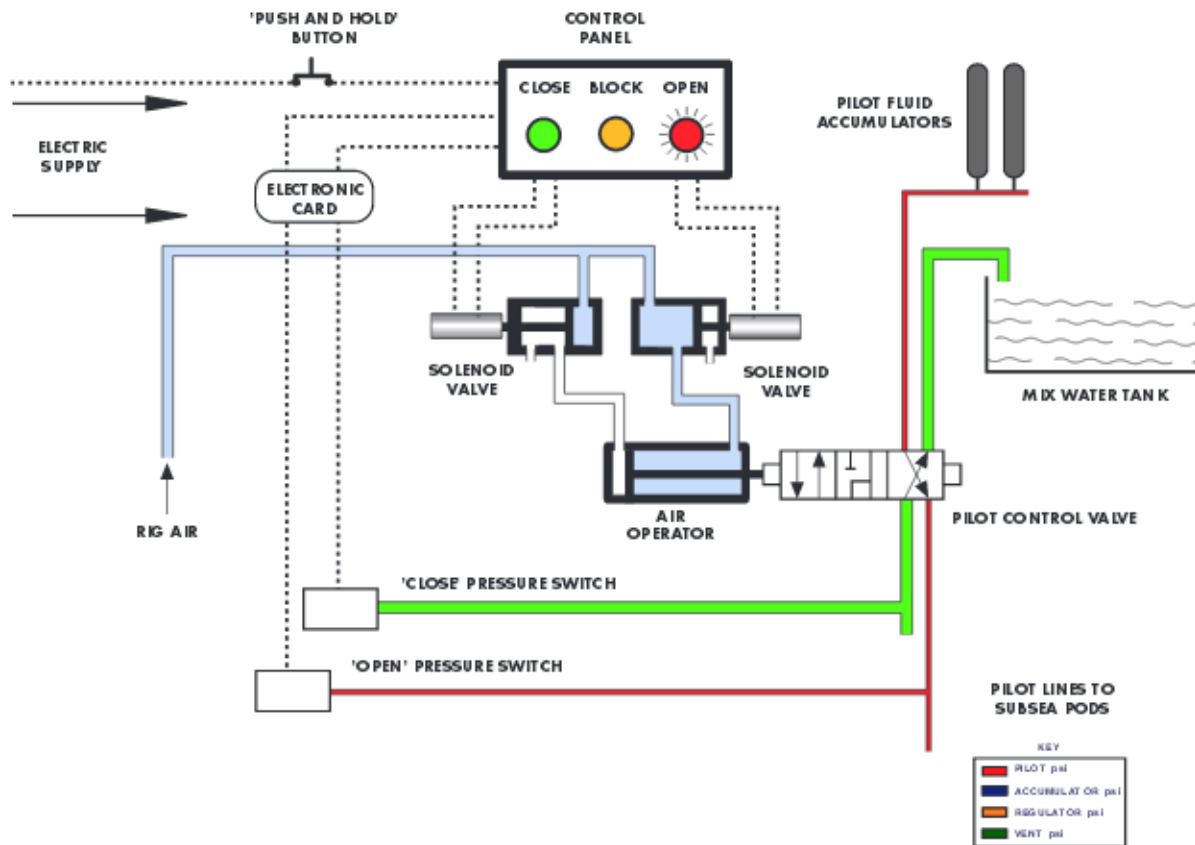 'PUSH AND HOLD'
BUTTON
CONTROL
PANEL
CLOSE BLOCK OPEN
PILOT FLUID
ACCUMULATORS
ELECTRIC
SUPPLY
ELECTRONIC
CARD
SOLENOID
VALVE
SOLENOID
VALVE
MIX WATER TANK
RIG AIR
AIR
OPERATOR
PILOT CONTROL VALVE
'CLOSE' PRESSURE SWITCH
'OPEN' PRESSURE SWITCH
PILOT LINES TO
SUBSEA PODS
KEY
PILOT psi
ACCUMULATOR psi
REGULATOR psi
VENT psi